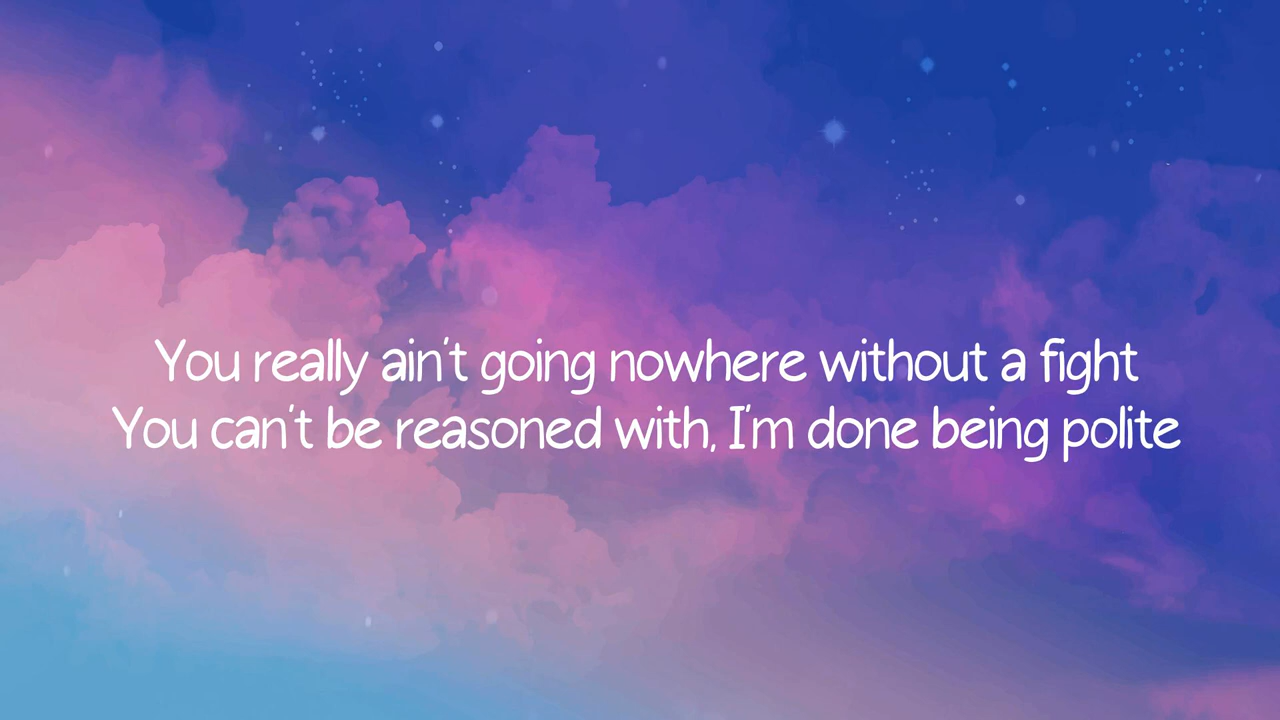 You really ain't going nowhere without a fight
You can't be reasoned with, I'm done being polite